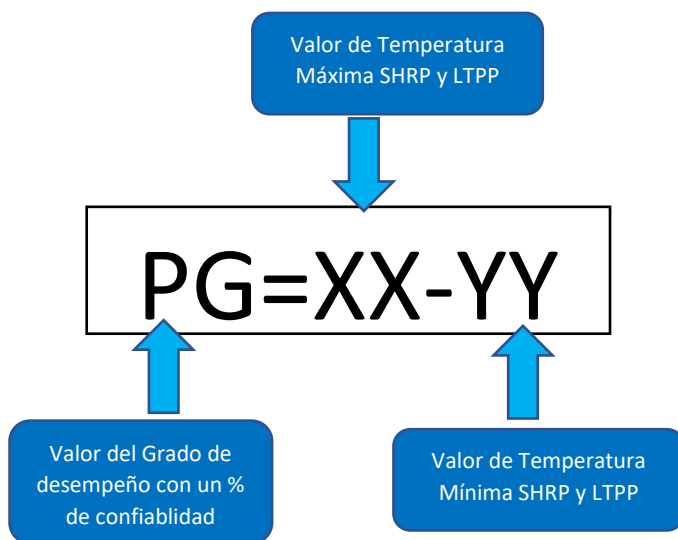 Valor de Temperatura
Máxima SHRP y LTPP
PG=XX-YY
Valor del Grado de
desempeño con un %
de confiablidad
Valor de Temperatura
Mínima SHRP y LTPP